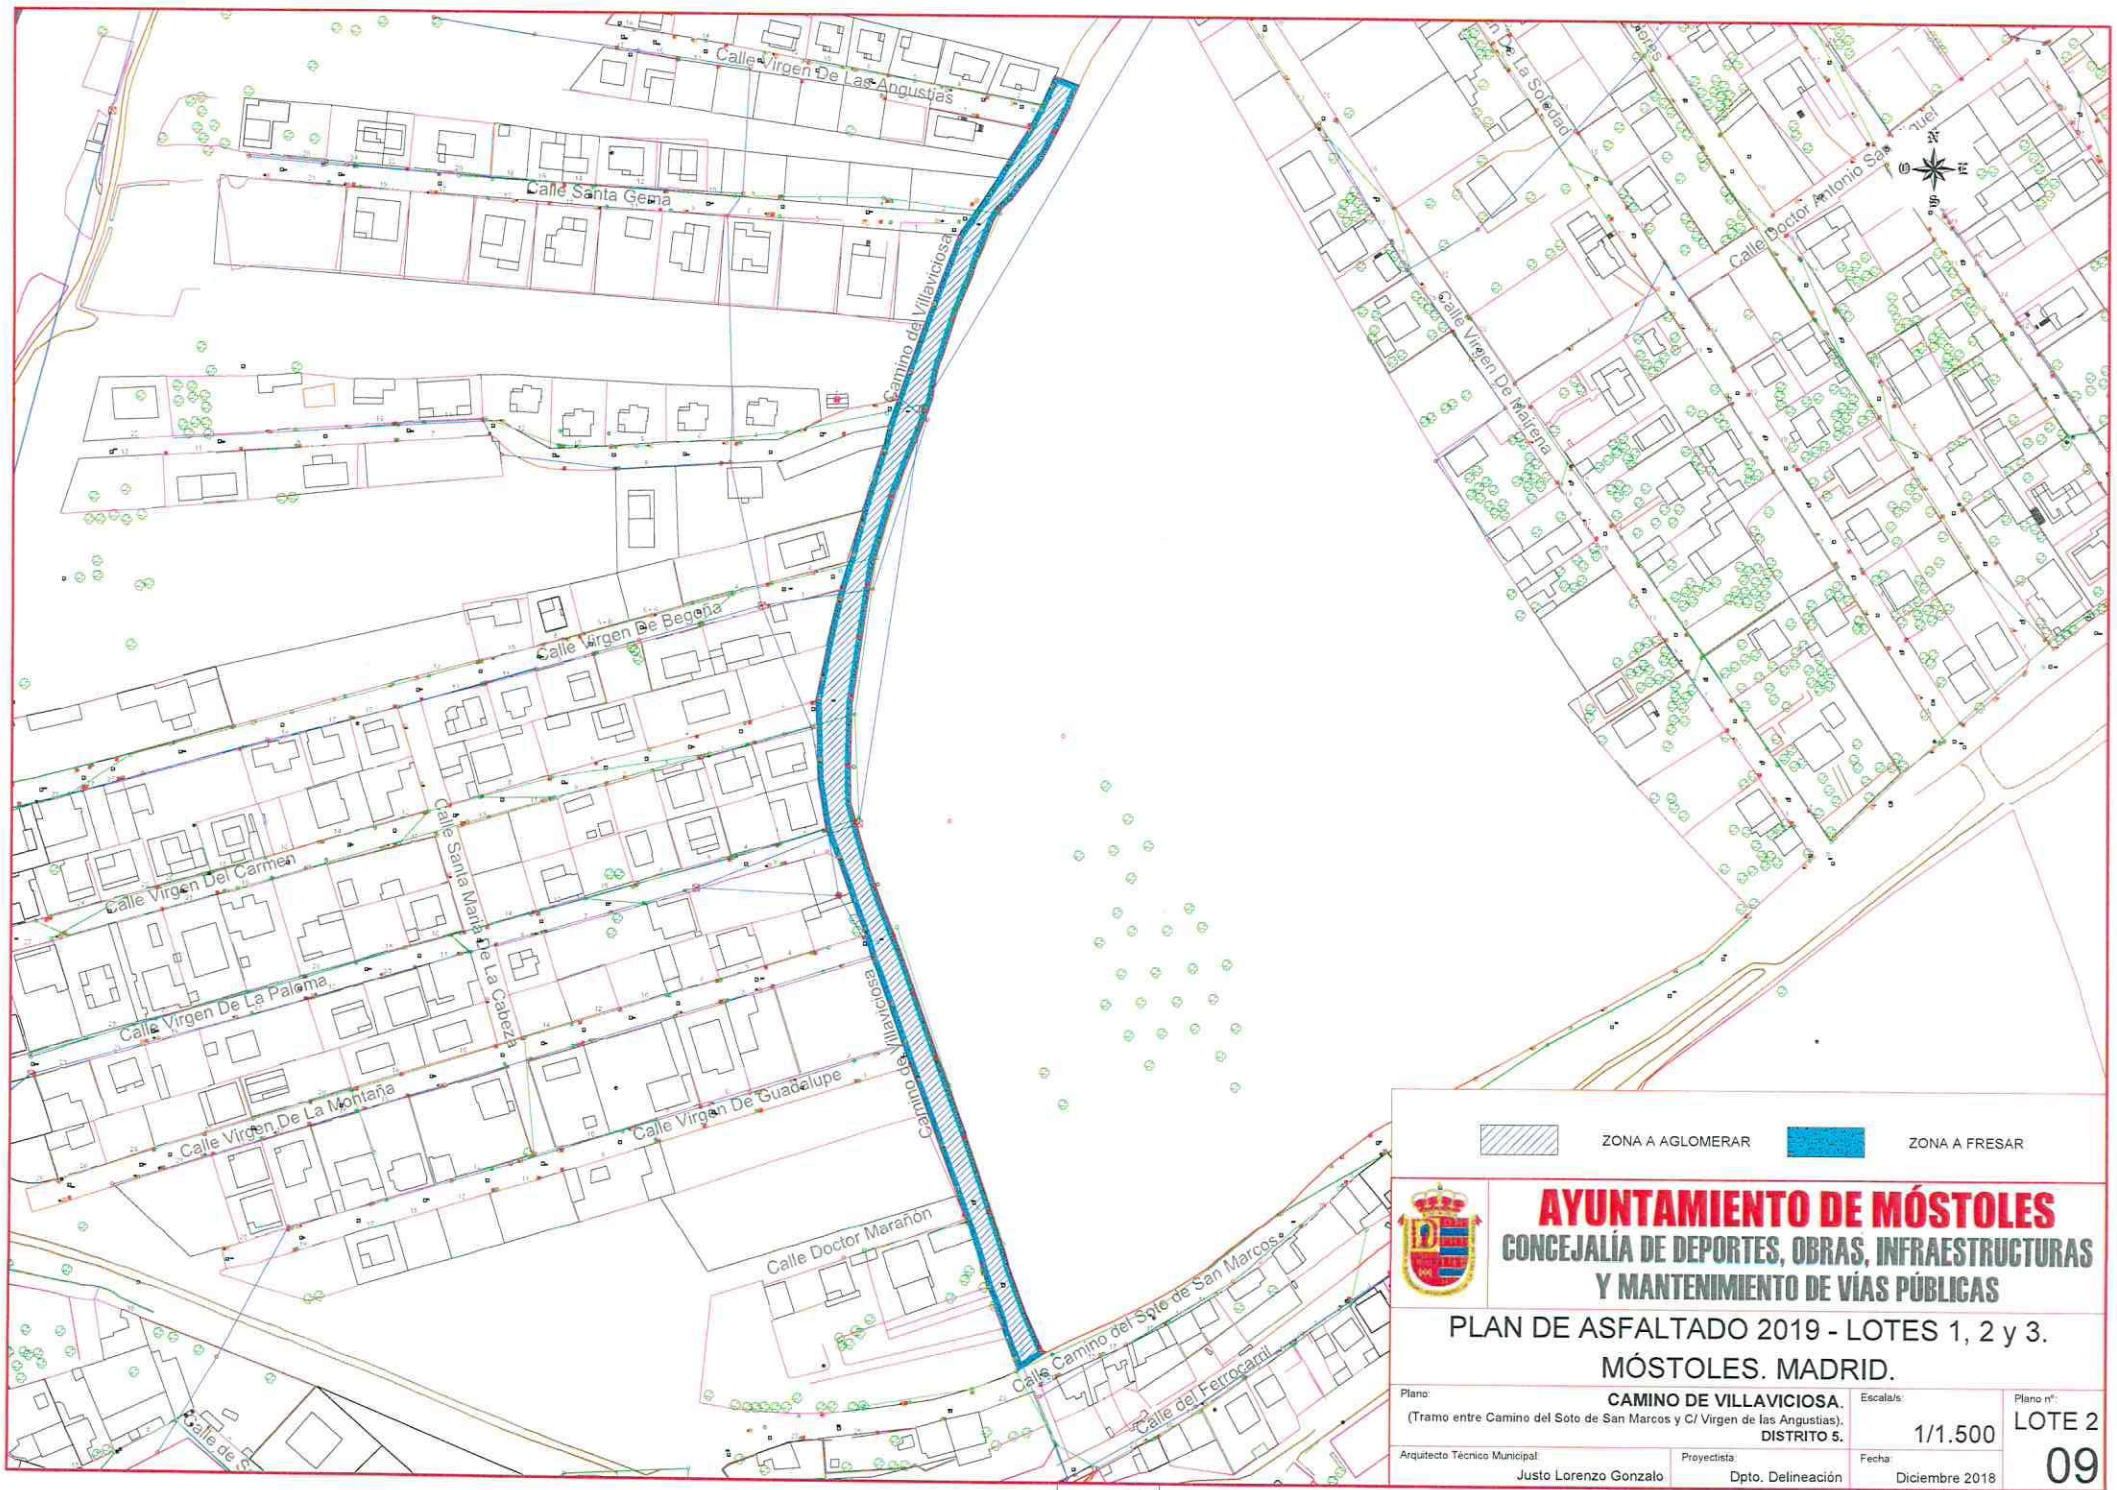 Calle Virgen De Las Angustias
Calle Santa Gema
Camino de Villaviciosa
Calle Virgen De Begoña
Calle Virgen Del Carmen
Calle Santa Maria De La Cabeza
Calle Virgen De La Paloma
Calle Virgen De La Montaña
Calle Virgen De Guadalupe
Camino de Villaviciosa
Calle Doctor Marañón
Calle Camino del Soto de San Marcos
Calle del Ferrocarril
Calle de S
De La Soledad
Calle Virgen De Mairena
Calle Doctor Antonio Sa
N
O
E
S
ZONA A AGLOMERAR
ZONA A FRESAR
AYUNTAMIENTO DE MÓSTOLES
CONCEJALÍA DE DEPORTES, OBRAS, INFRAESTRUCTURAS
Y MANTENIMIENTO DE VÍAS PÚBLICAS
PLAN DE ASFALTADO 2019 - LOTES 1, 2 y 3.
MÓSTOLES. MADRID.
Plano:
CAMINO DE VILLAVICIOSA.
(Tramo entre Camino del Soto de San Marcos y C/ Virgen de las Angustias).
DISTRITO 5.
Escala/s:
1/1.500
Plano nº:
LOTE 2
09
Arquitecto Técnico Municipal:
Justo Lorenzo Gonzalo
Proyectista:
Dpto. Delineación
Fecha:
Diciembre 2018